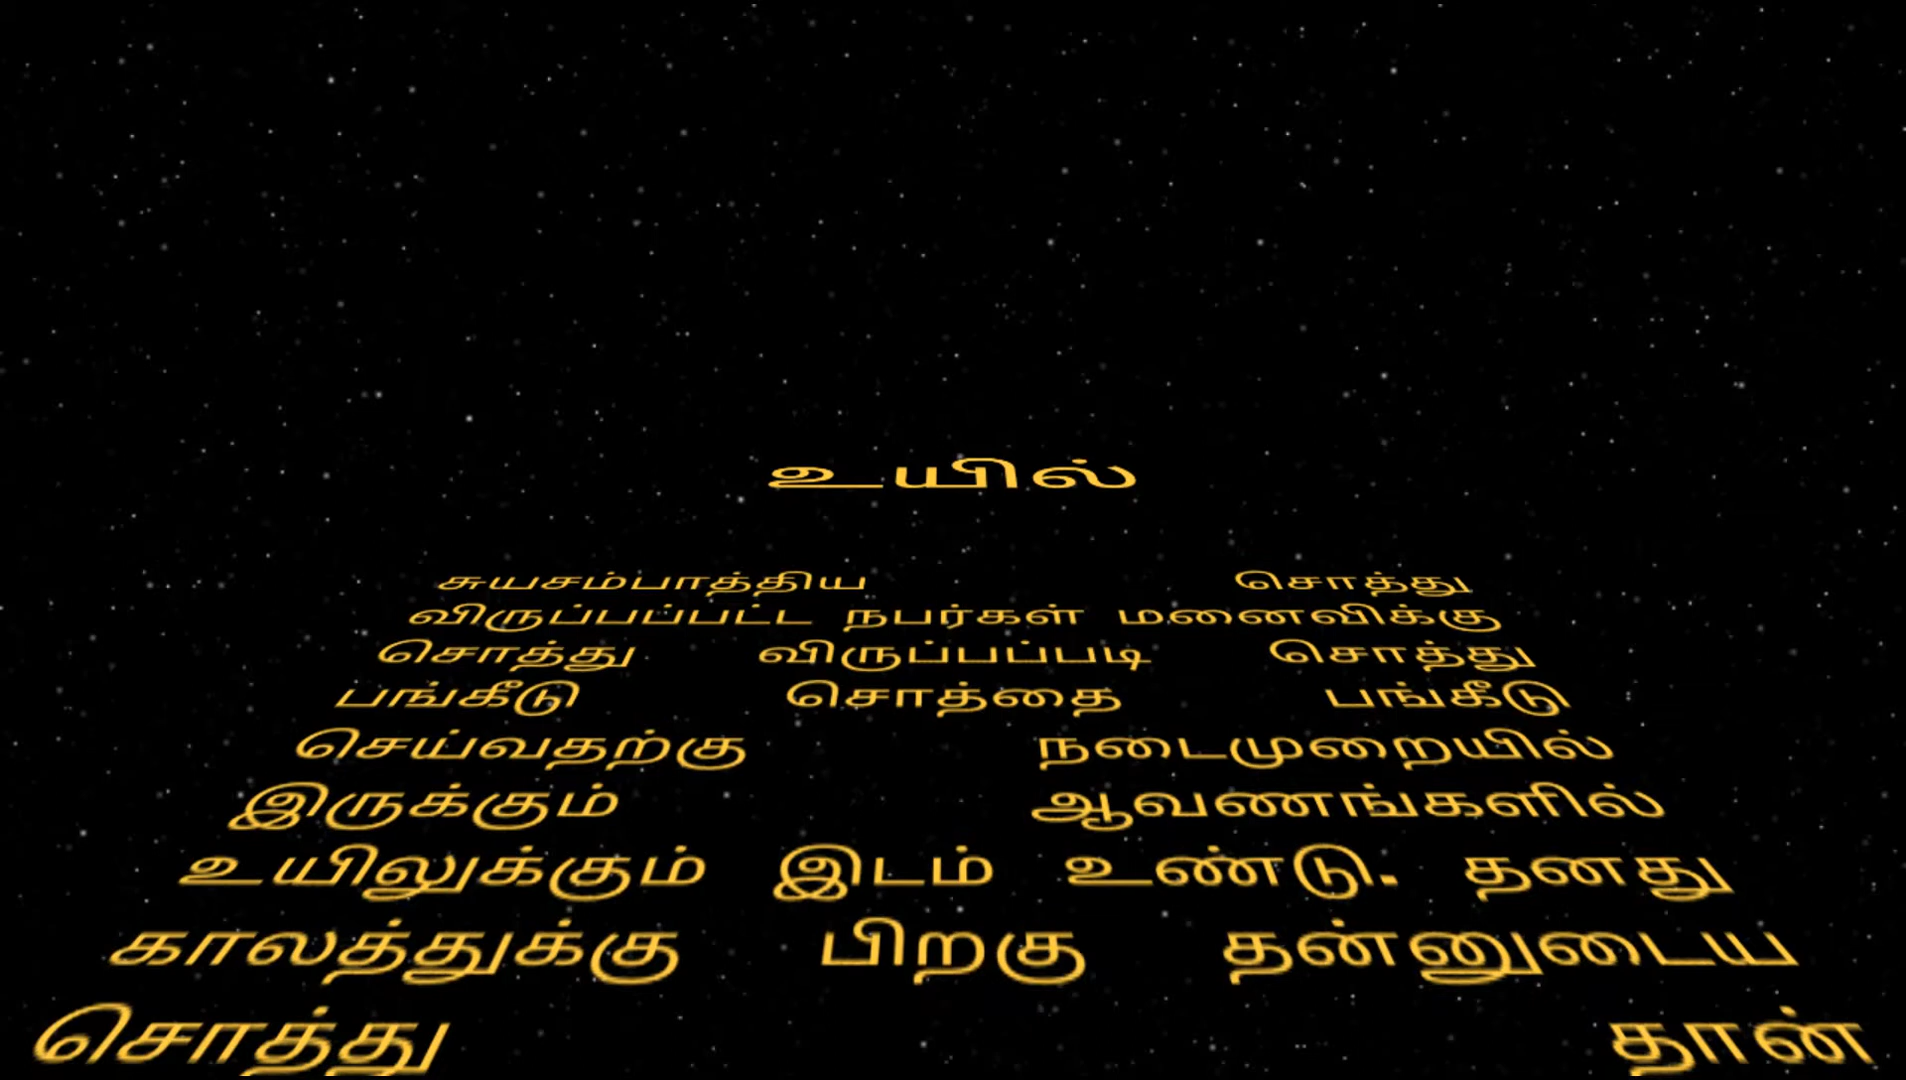 உயில்
சுயசம்பாத்திய சொத்து
விருப்பப்பட்ட நபர்கள் மனைவிக்கு
சொத்து விருப்பப்படி சொத்து
பங்கீடு சொத்தை பங்கீடு
செய்வதற்கு நடைமுறையில்
இருக்கும் ஆவணங்களில்
உயிலுக்கும் இடம் உண்டு. தனது
காலத்துக்கு பிறகு தன்னுடைய
சொத்து தான்